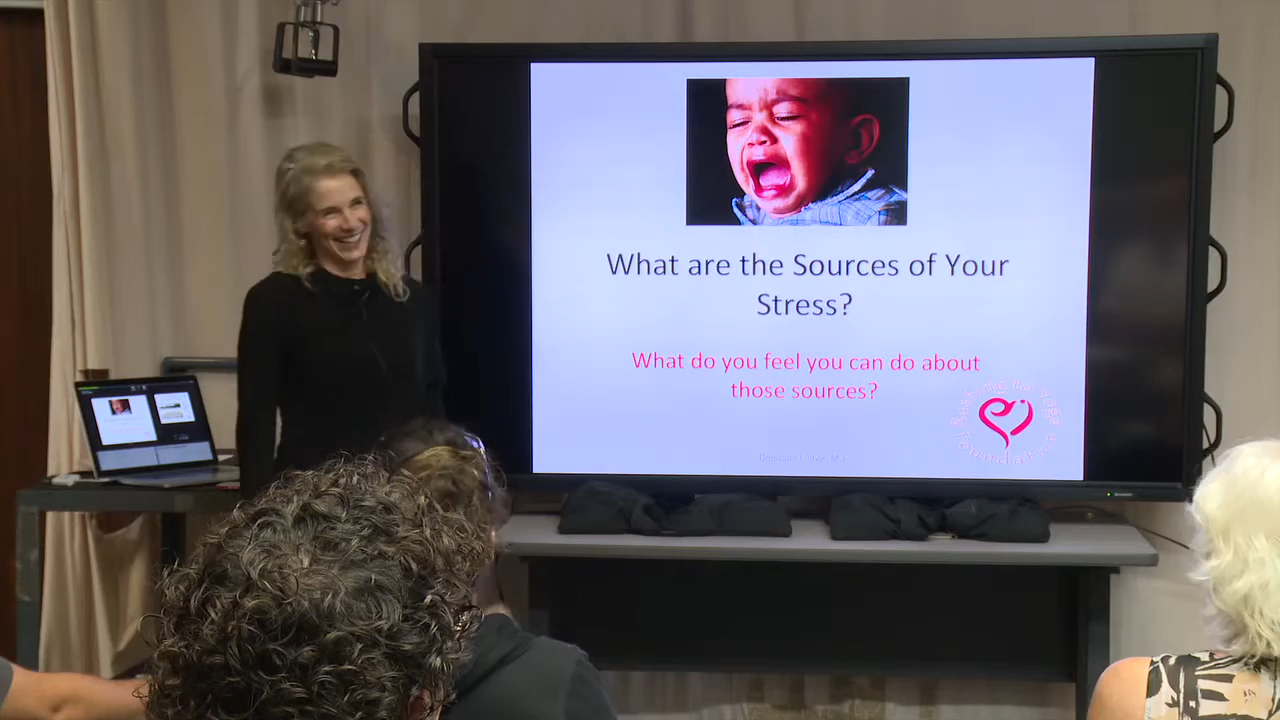 What are the Sources of Your
Stress?
What do you feel you can do about
those sources?